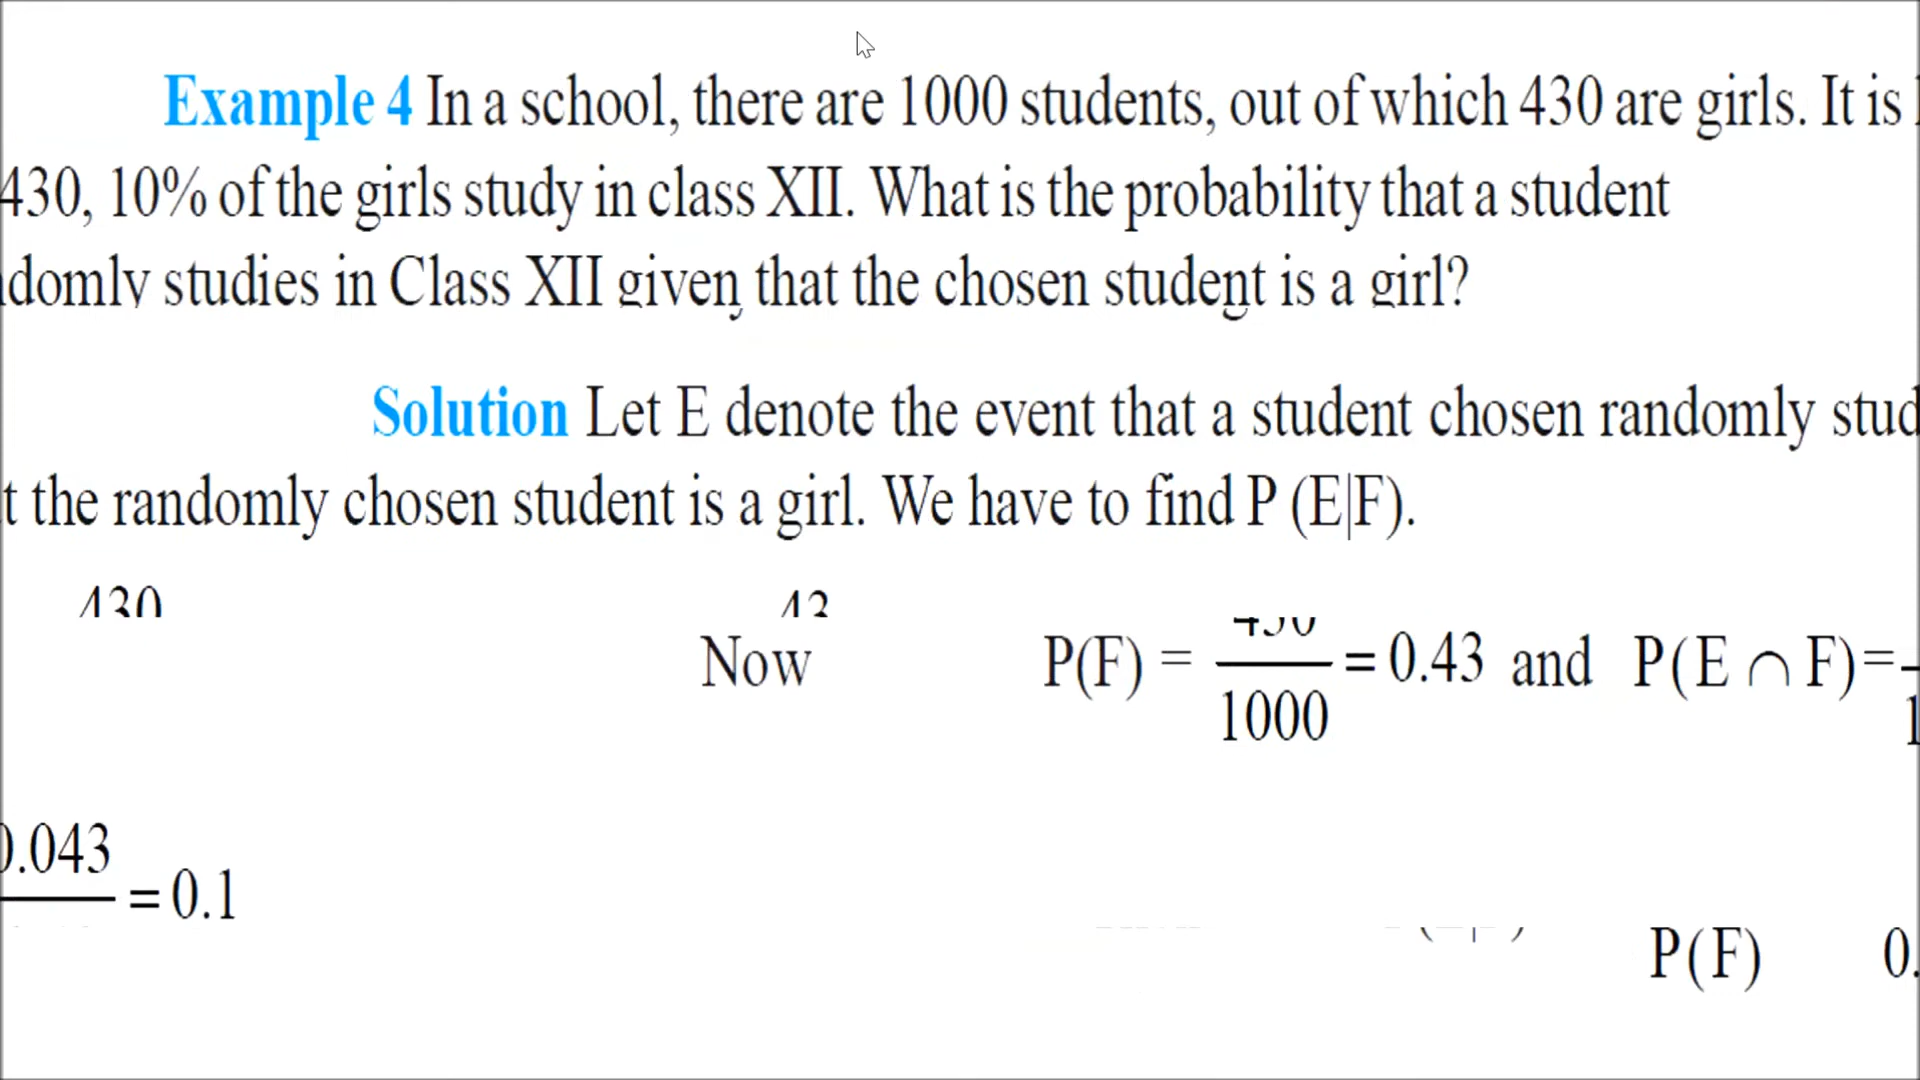 Example 4 In a school, there are 1000 students, out of which 430 are girls. It is
430, 10% of the girls study in class XII. What is the probability that a student
domly studies in Class XII given that the chosen student is a girl?
Solution Let E denote the event that a student chosen randomly stud
t the randomly chosen student is a girl. We have to find P (E|F).
430 43
Now P(F) = 430/1000 = 0.43 and P(E ∩ F)=
0.043
= 0.1
P(F) 0.